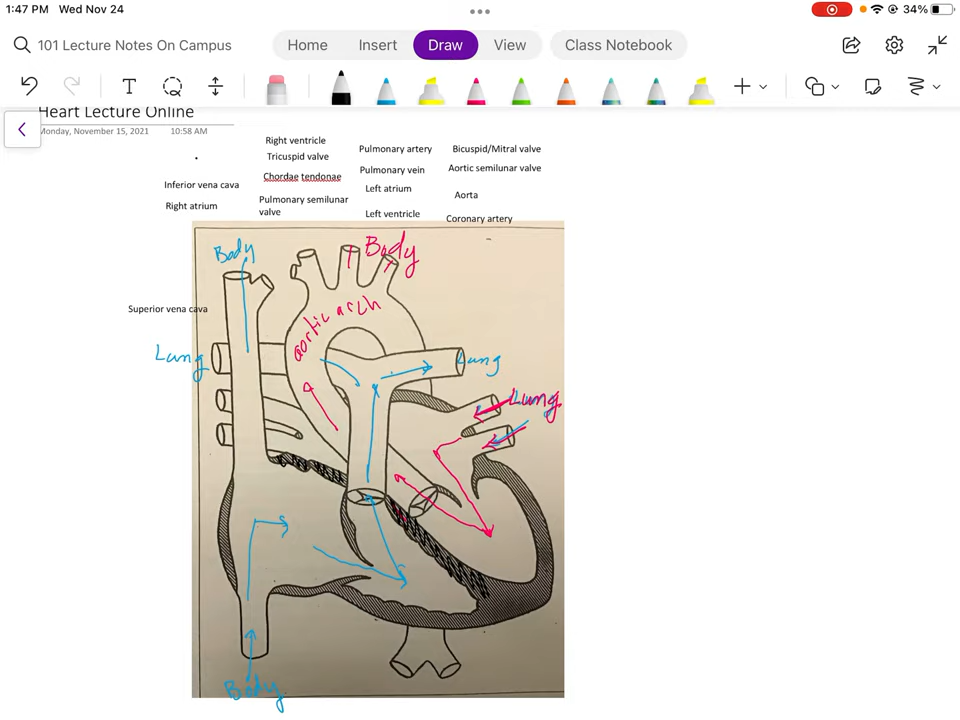 1:47 PM Wed Nov 24
34%
101 Lecture Notes On Campus
Home Insert Draw View Class Notebook
Heart Lecture Online
Monday, November 15, 2021 10:58 AM
Right ventricle
Tricuspid valve
Chordae tendonae
Pulmonary semilunar
valve
Pulmonary artery
Pulmonary vein
Left atrium
Left ventricle
Bicuspid/Mitral valve
Aortic semilunar valve
Aorta
Coronary artery
Inferior vena cava
Right atrium
Superior vena cava
Body
Body
aortic arch
Lung
Lung
Lung
Body